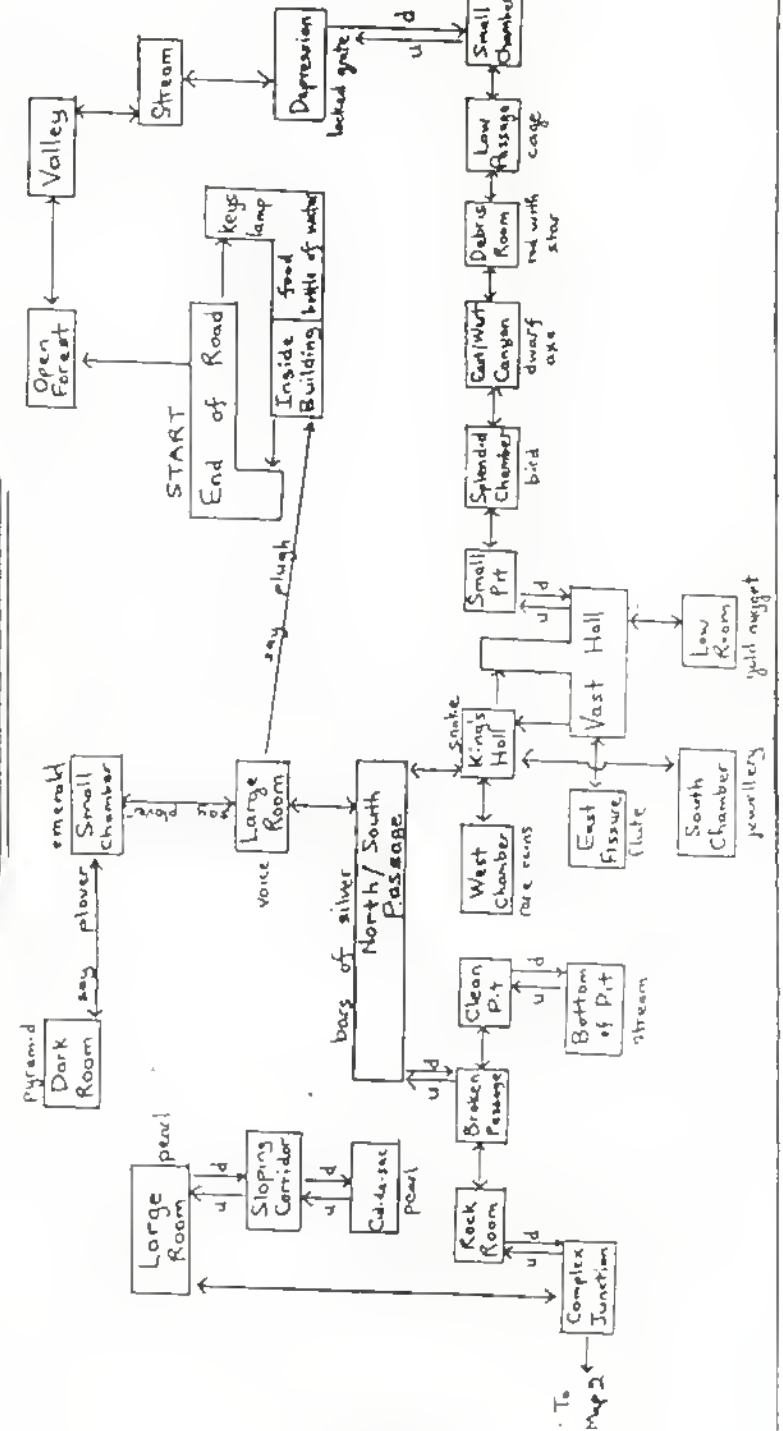 Pyramid
Dark
Room
say plover
emerald
Small
Chamber
START
End of Road
Open
Forest
Valley
Stream
Depression
locked grate
Keys
lamp
food
bottle of water
Inside
Building
Large
Room
pearl
u d
Sloping
Corridor
u d
Cul-de-sac
pearl
voice
Large
Room
say plugh
bars of silver
North/South
Passage
u d
u d
Rock
Room
Broken
Passage
Clean
Pit
West
Chamber
rare coins
snake
King's
Hall
Small
Pit
Splendid
Chamber
bird
East/West
Canyon
dwarf
axe
Debris
Room
rod with
star
Low
Passage
cage
Small
Chamber
u d
u d
u d
To
Map 2
Complex
Junction
Bottom
of Pit
stream
East
Fissure
flute
Vast Hall
South
Chamber
jewellery
Low
Room
gold nugget